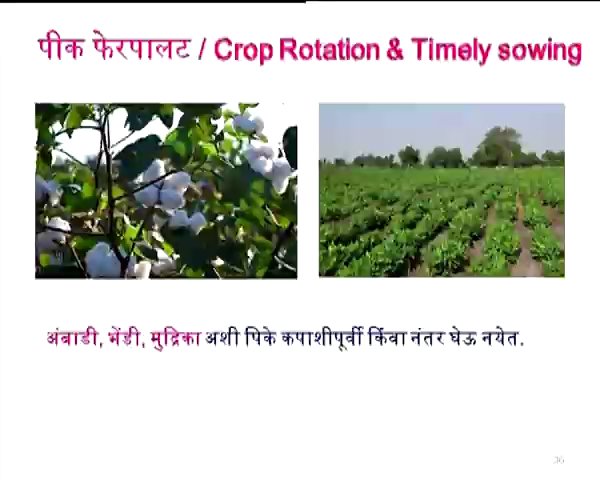 पीक फेरपालट / Crop Rotation & Timely sowing
अंबाडी, भेंडी, मुद्रिका अशी पिके कपाशीपूर्वी किंवा नंतर घेऊ नयेत.
36